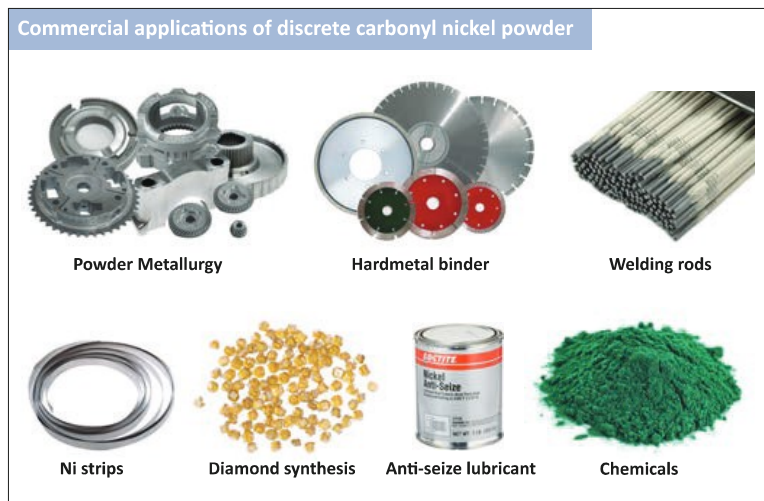 Commercial applications of discrete carbonyl nickel powder
Powder Metallurgy
Hardmetal binder
Welding rods
LOCTITE
Nickel
Anti-Seize
Ni strips
Diamond synthesis
Anti-seize lubricant
Chemicals